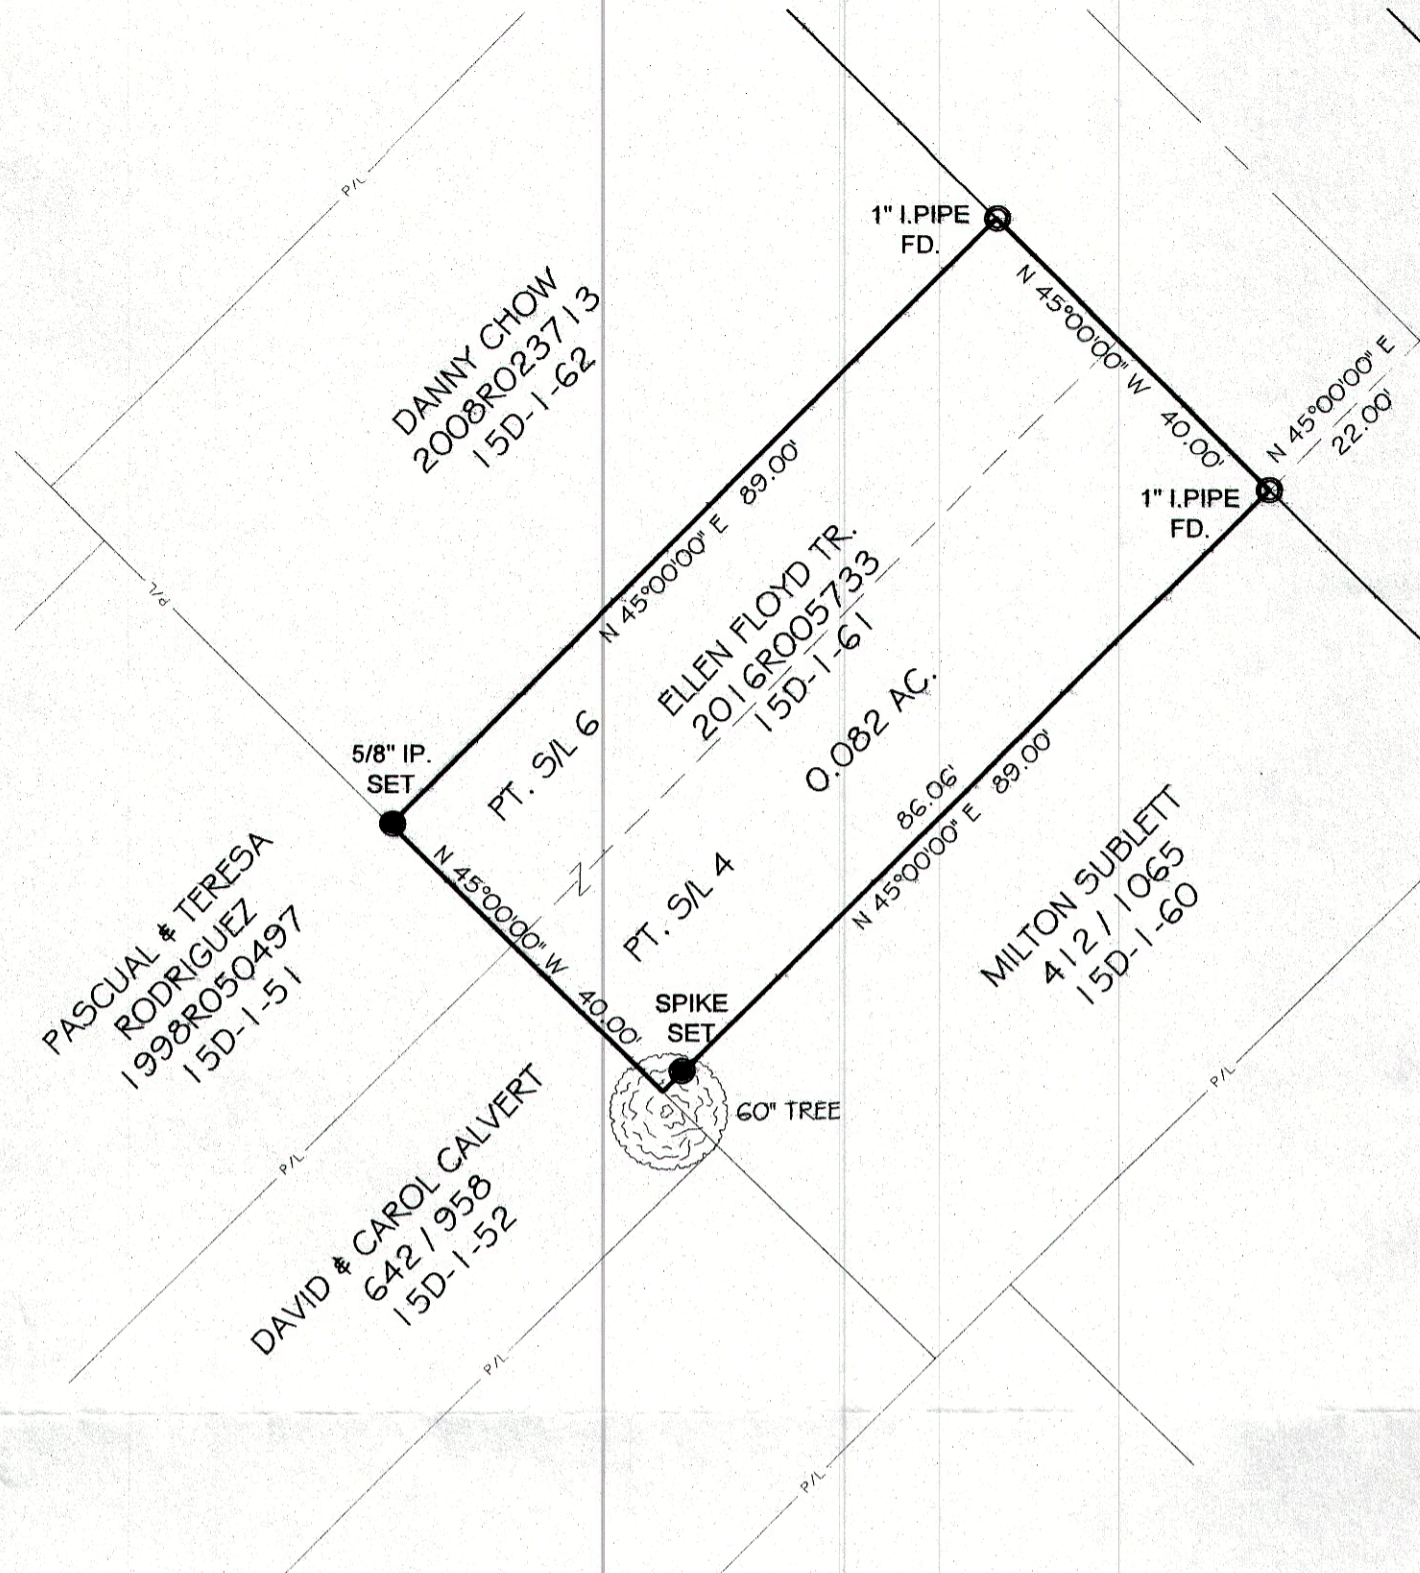 P/L
1" I.PIPE
FD.
N 45°00'00" W 40.00'
N 45°00'00" E
22.00'
1" I.PIPE
FD.
DANNY CHOW
2008R023713
15D-1-62
N 45°00'00" E 89.00'
P/L
ELLEN FLOYD TR.
2016R005733
15D-1-61
0.082 AC.
5/8" IP.
SET
PT. S/L 6
Z
PT. S/L 4
N 45°00'00" W 40.00'
86.06'
N 45°00'00" E 89.00'
MILTON SUBLETT
412 / 1065
15D-1-60
PASCUAL & TERESA
RODRIGUEZ
1998R050497
15D-1-51
SPIKE
SET
60" TREE
P/L
P/L
DAVID & CAROL CALVERT
642 / 958
15D-1-52
P/L
P/L